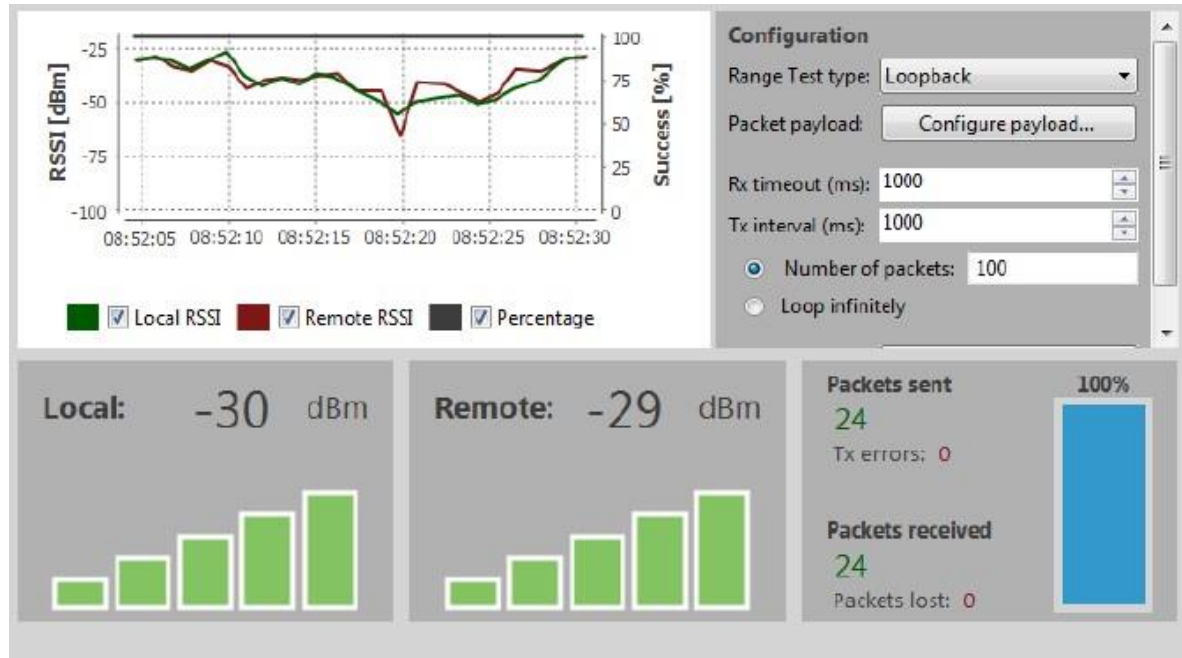 RSSI [dBm]
-25
-50
-75
-100
100
75
50
25
0
Success [%]
08:52:05 08:52:10 08:52:15 08:52:20 08:52:25 08:52:30
Local RSSI Remote RSSI Percentage
Configuration
Range Test type: Loopback
Packet payload: Configure payload...
Rx timeout (ms): 1000
Tx interval (ms): 1000
Number of packets: 100
Loop infinitely
Local: -30 dBm
Remote: -29 dBm
Packets sent
24
Tx errors: 0
Packets received
24
Packets lost: 0
100%